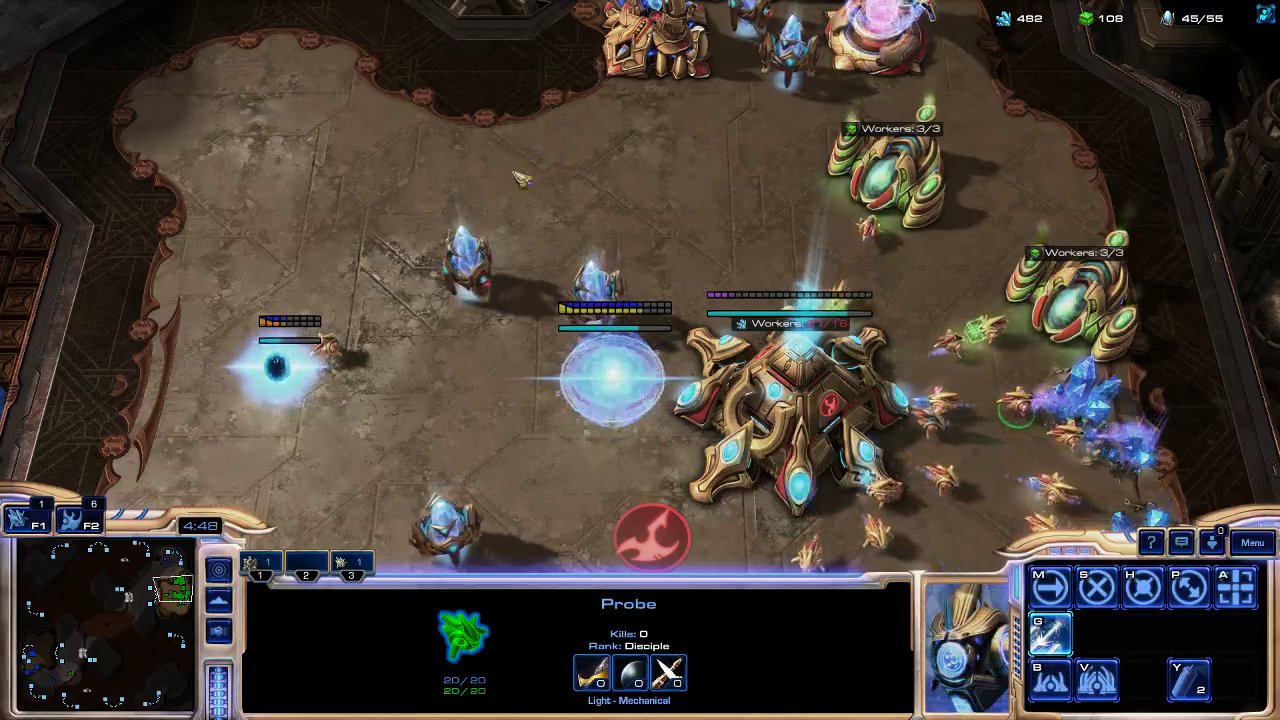 482 108 45/55
Workers: 3/3
Workers: 3/3
Workers: /16
1 6
F1 F2
4:48
0
? Menu
1 1
1 2 3
Probe
Kills: 0
Rank: Disciple
20/20
20/20
0 0 0
Light - Mechanical
M S H P A
G
B V Y
2